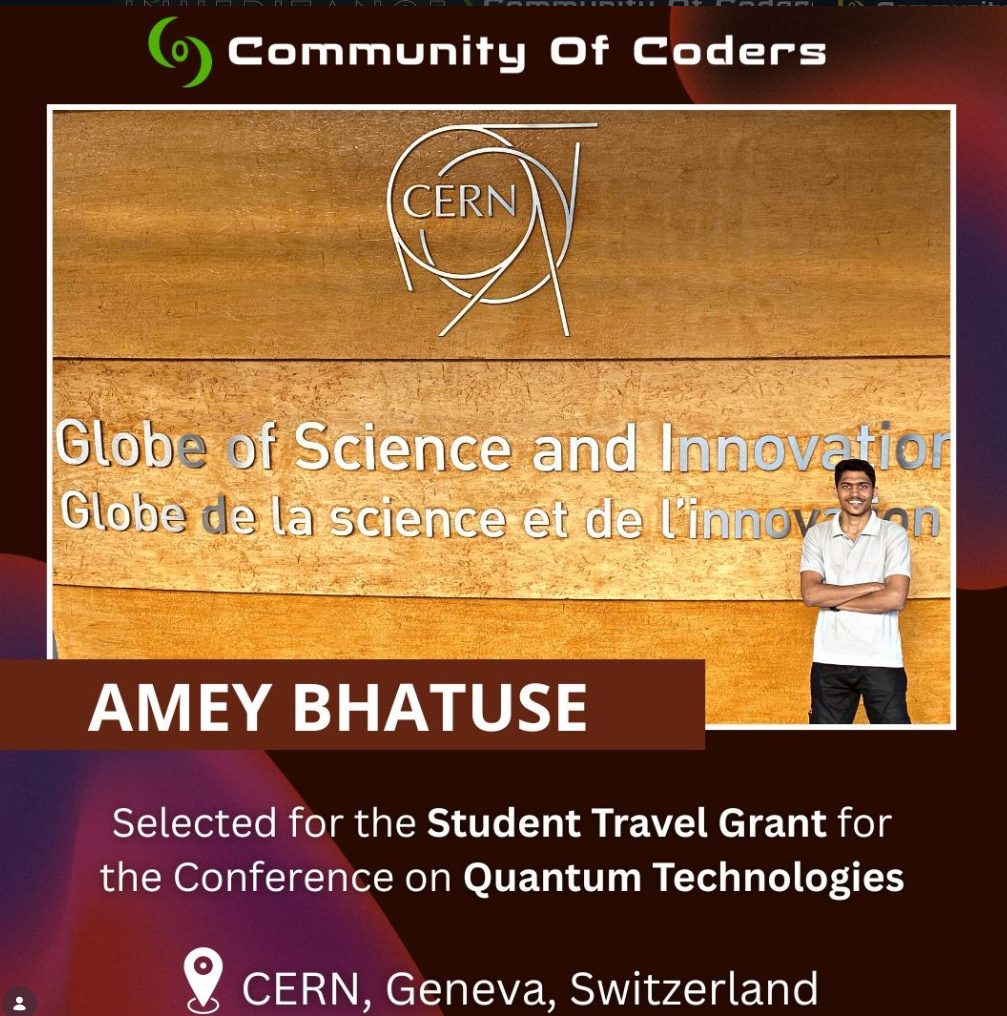 Community Of Coders
CERN
Globe of Science and Innovation
Globe de la science et de l'innovation
AMEY BHATUSE
Selected for the Student Travel Grant for
the Conference on Quantum Technologies
CERN, Geneva, Switzerland